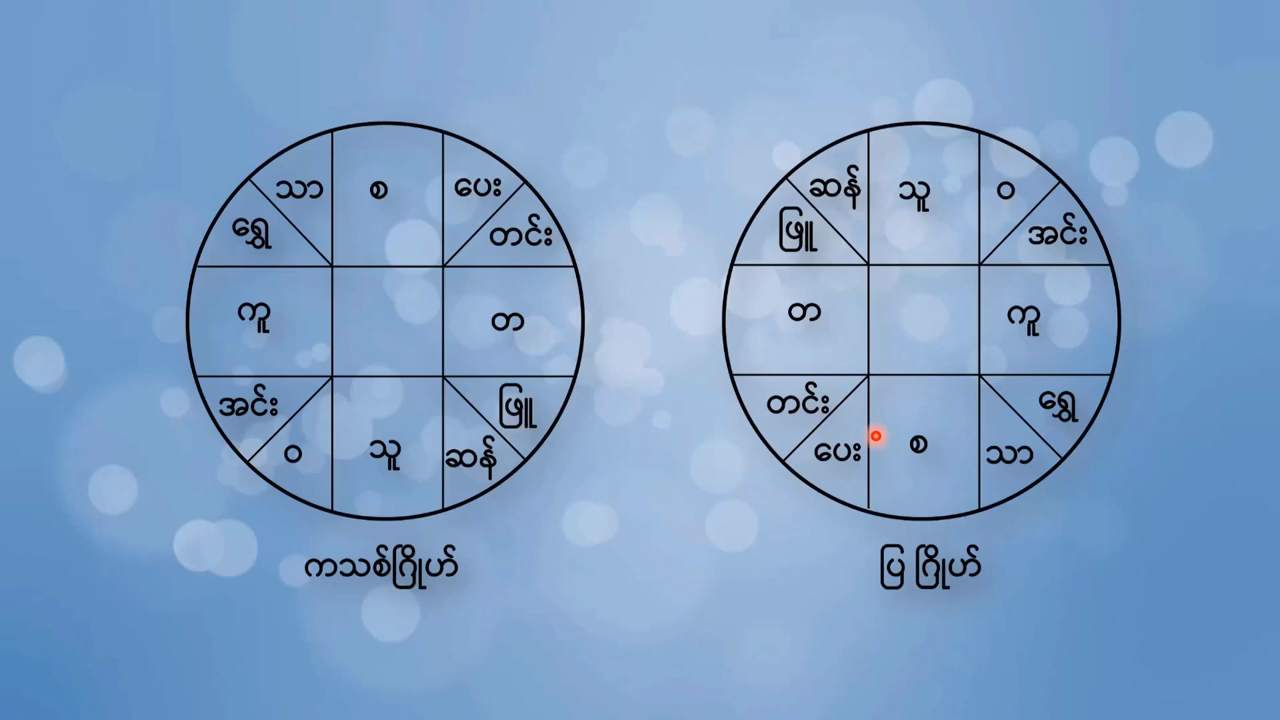 သာ စ ပေး
ရွှေ တင်း
ကူ တ
အင်း ဖြူ
ဝ သူ ဆန်
ကသစ်ဂြိုဟ်
ဆန် သူ ဝ
ဖြူ အင်း
တ ကူ
တင်း ရွှေ
ပေး စ သာ
ပြ ဂြိုဟ်